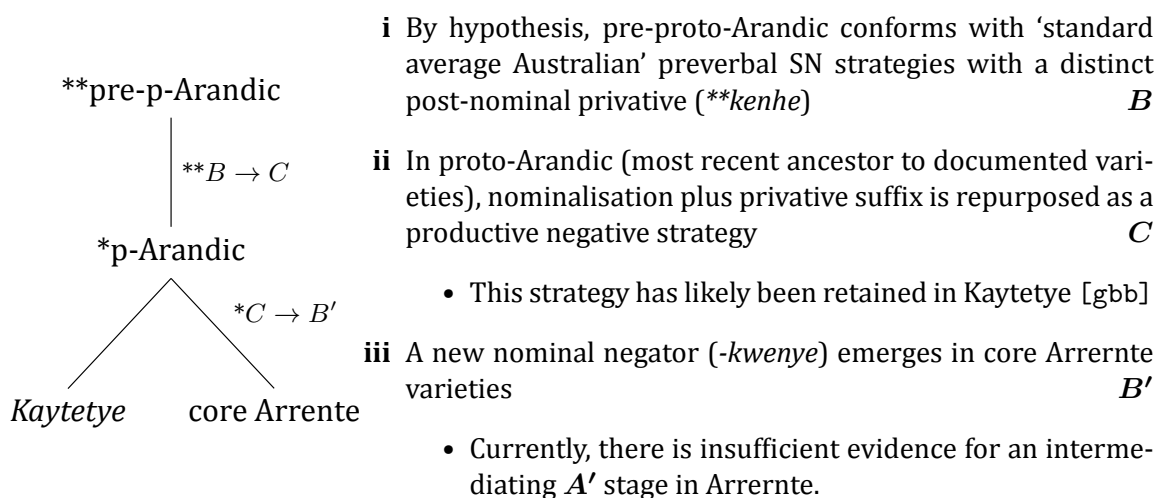 **pre-p-Arandic
**B → C
*p-Arandic
*C → B′
Kaytetye
core Arrente
i By hypothesis, pre-proto-Arandic conforms with ‘standard
average Australian’ preverbal SN strategies with a distinct
post-nominal privative (**kenhe) B
ii In proto-Arandic (most recent ancestor to documented vari-
eties), nominalisation plus privative suffix is repurposed as a
productive negative strategy C
• This strategy has likely been retained in Kaytetye [gbb]
iii A new nominal negator (-kwenye) emerges in core Arrernte
varieties B′
• Currently, there is insufficient evidence for an interme-
diating A′ stage in Arrernte.